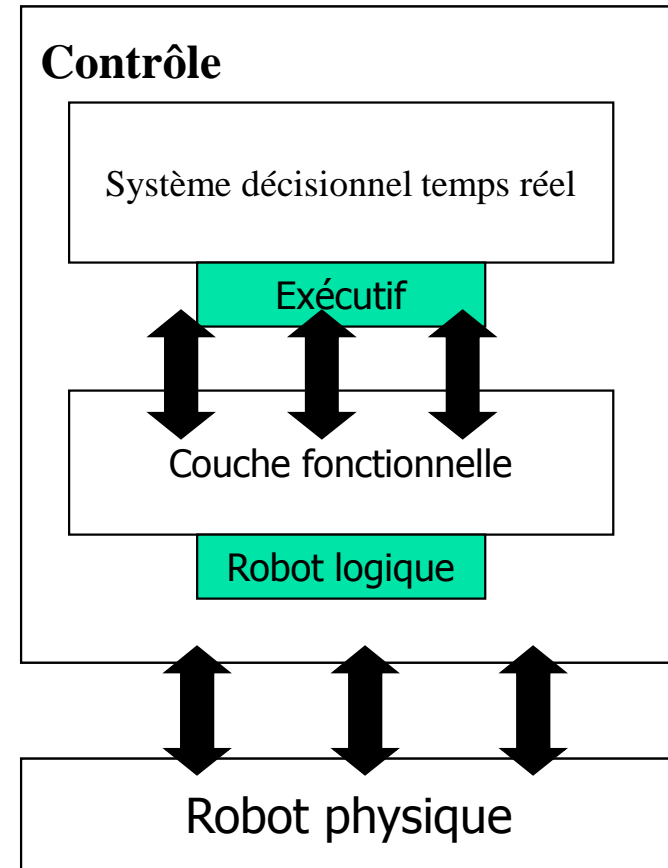 Contrôle
Système décisionnel temps réel
Exécutif
Couche fonctionnelle
Robot logique
Robot physique